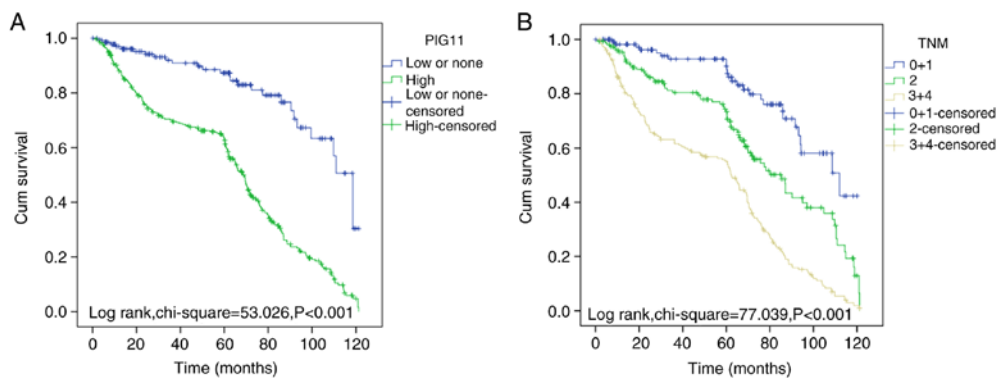 A
PIG11
Low or none
High
Low or none-
censored
High-censored
Cum survival
1.0
0.8
0.6
0.4
0.2
0.0
Log rank,chi-square=53.026,P<0.001
0 20 40 60 80 100 120
Time (months)
B
TNM
0+1
2
3+4
0+1-censored
2-censored
3+4-censored
Cum survival
1.0
0.8
0.6
0.4
0.2
0.0
Log rank,chi-square=77.039,P<0.001
0 20 40 60 80 100 120
Time (months)